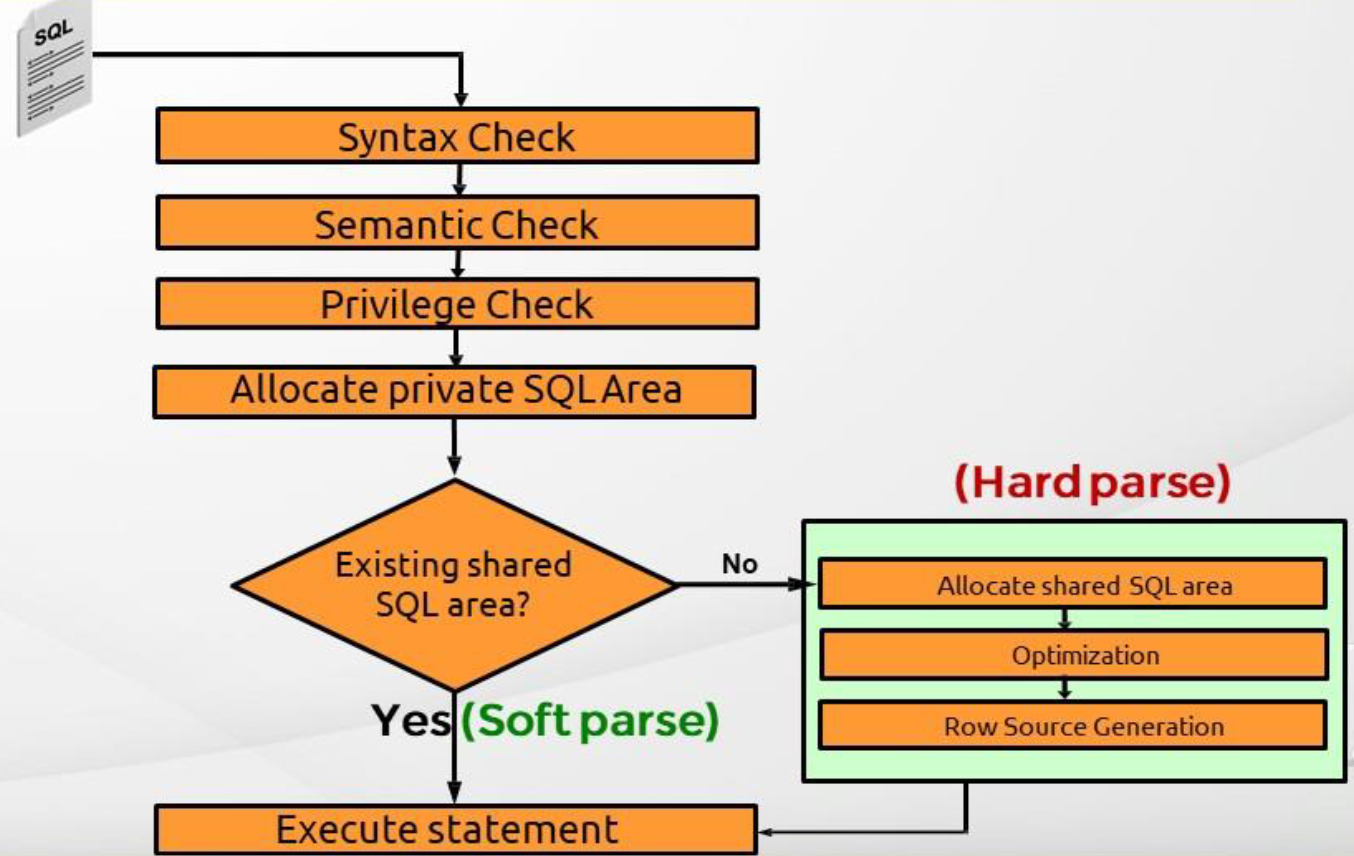 SQL
Syntax Check
Semantic Check
Privilege Check
Allocate private SQL Area
(Hard parse)
Existing shared
SQL area?
No
Allocate shared SQL area
Optimization
Row Source Generation
Yes (Soft parse)
Execute statement